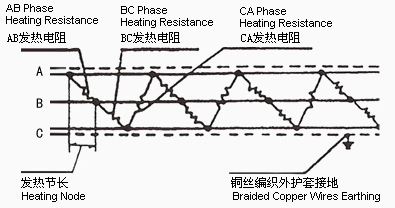 AB Phase
Heating Resistance
AB发热电阻
BC Phase
Heating Resistance
BC发热电阻
CA Phase
Heating Resistance
CA发热电阻
A
B
C
发热节长
Heating Node
铜丝编织外护套接地
Braided Copper Wires Earthing